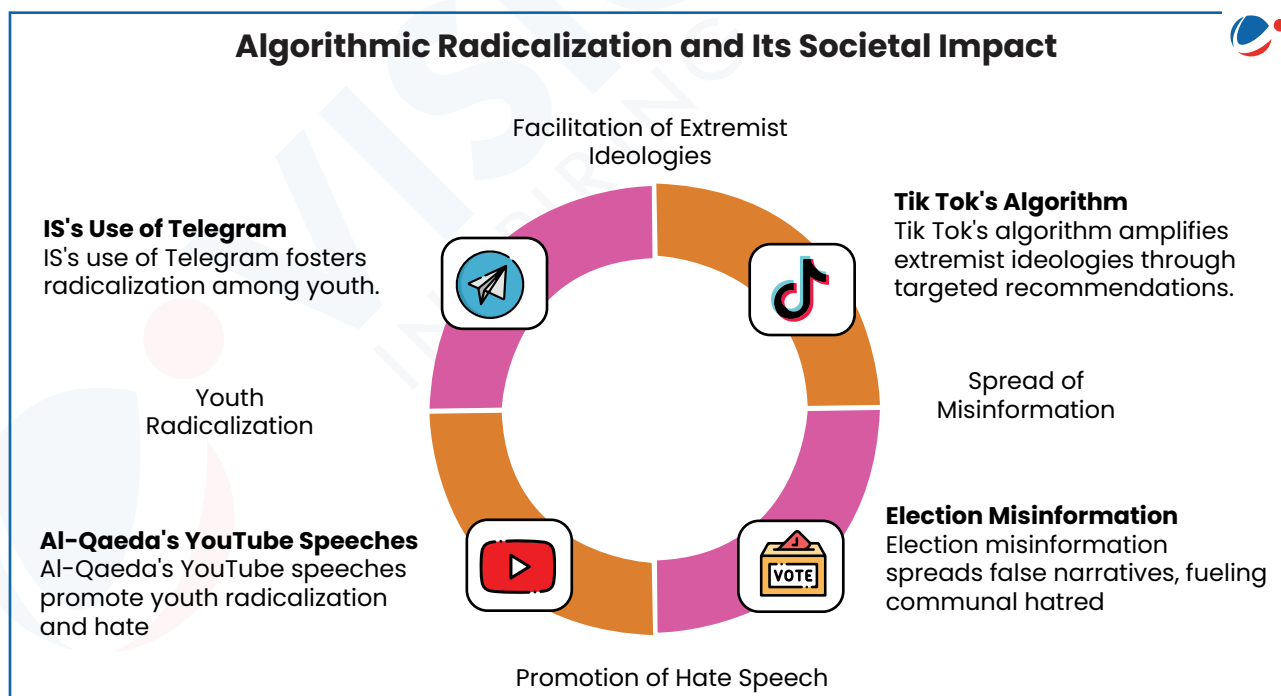 Algorithmic Radicalization and Its Societal Impact
Facilitation of Extremist
Ideologies
IS's Use of Telegram
IS's use of Telegram fosters
radicalization among youth.
Tik Tok's Algorithm
Tik Tok's algorithm amplifies
extremist ideologies through
targeted recommendations.
Youth
Radicalization
Spread of
Misinformation
Al-Qaeda's YouTube Speeches
Al-Qaeda's YouTube speeches
promote youth radicalization
and hate
VOTE
Election Misinformation
Election misinformation
spreads false narratives, fueling
communal hatred
Promotion of Hate Speech